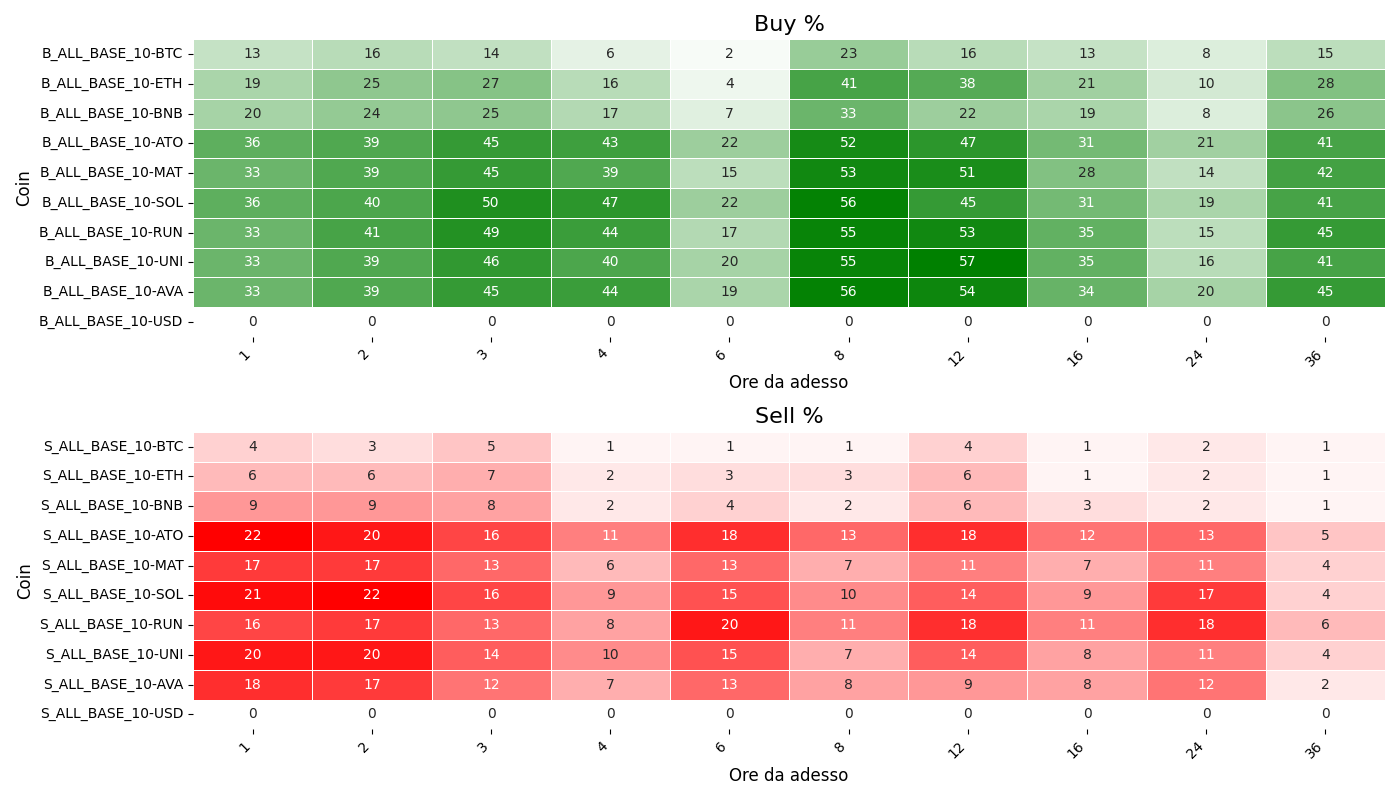 Buy %
Coin
B_ALL_BASE_10-BTC 13 16 14 6 2 23 16 13 8 15
B_ALL_BASE_10-ETH 19 25 27 16 4 41 38 21 10 28
B_ALL_BASE_10-BNB 20 24 25 17 7 33 22 19 8 26
B_ALL_BASE_10-ATO 36 39 45 43 22 52 47 31 21 41
B_ALL_BASE_10-MAT 33 39 45 39 15 53 51 28 14 42
B_ALL_BASE_10-SOL 36 40 50 47 22 56 45 31 19 41
B_ALL_BASE_10-RUN 33 41 49 44 17 55 53 35 15 45
B_ALL_BASE_10-UNI 33 39 46 40 20 55 57 35 16 41
B_ALL_BASE_10-AVA 33 39 45 44 19 56 54 34 20 45
B_ALL_BASE_10-USD 0 0 0 0 0 0 0 0 0 0
1 2 3 4 6 8 12 16 24 36
Ore da adesso
Sell %
Coin
S_ALL_BASE_10-BTC 4 3 5 1 1 1 4 1 2 1
S_ALL_BASE_10-ETH 6 6 7 2 3 3 6 1 2 1
S_ALL_BASE_10-BNB 9 9 8 2 4 2 6 3 2 1
S_ALL_BASE_10-ATO 22 20 16 11 18 13 18 12 13 5
S_ALL_BASE_10-MAT 17 17 13 6 13 7 11 7 11 4
S_ALL_BASE_10-SOL 21 22 16 9 15 10 14 9 17 4
S_ALL_BASE_10-RUN 16 17 13 8 20 11 18 11 18 6
S_ALL_BASE_10-UNI 20 20 14 10 15 7 14 8 11 4
S_ALL_BASE_10-AVA 18 17 12 7 13 8 9 8 12 2
S_ALL_BASE_10-USD 0 0 0 0 0 0 0 0 0 0
1 2 3 4 6 8 12 16 24 36
Ore da adesso